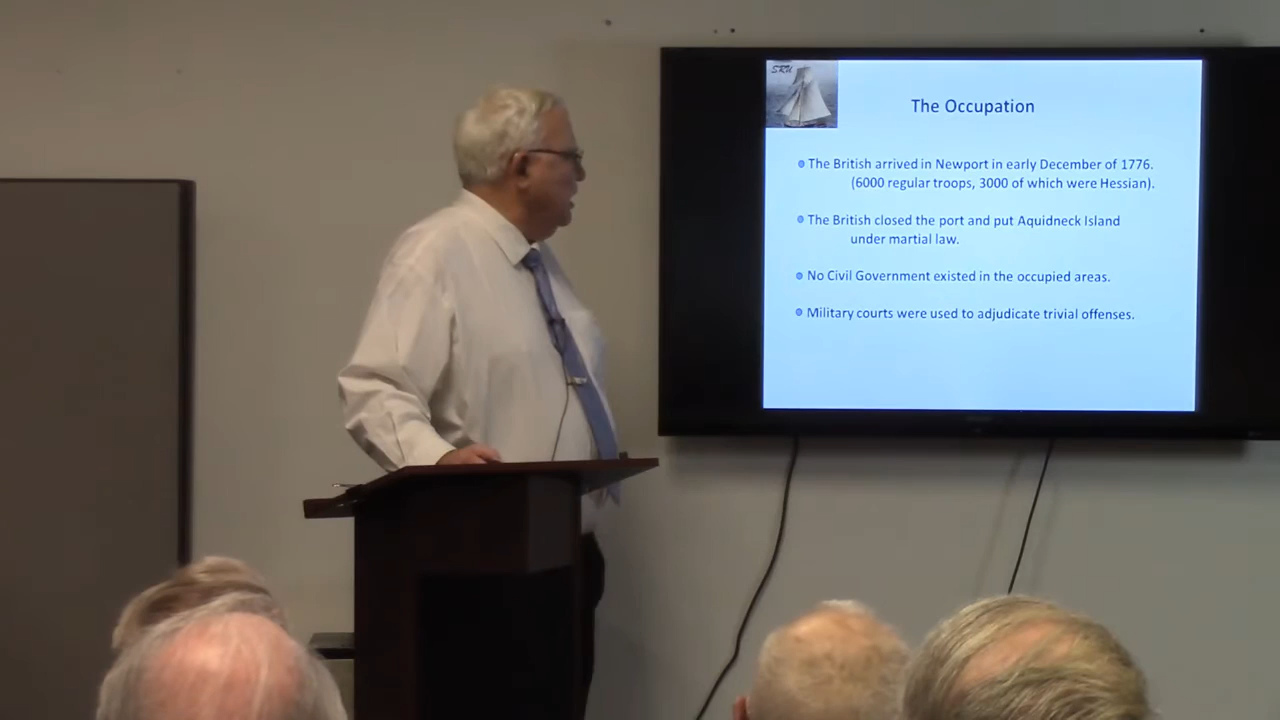 SRU
The Occupation
The British arrived in Newport in early December of 1776.
(6000 regular troops, 3000 of which were Hessian).
The British closed the port and put Aquidneck Island
under martial law.
No Civil Government existed in the occupied areas.
Military courts were used to adjudicate trivial offenses.